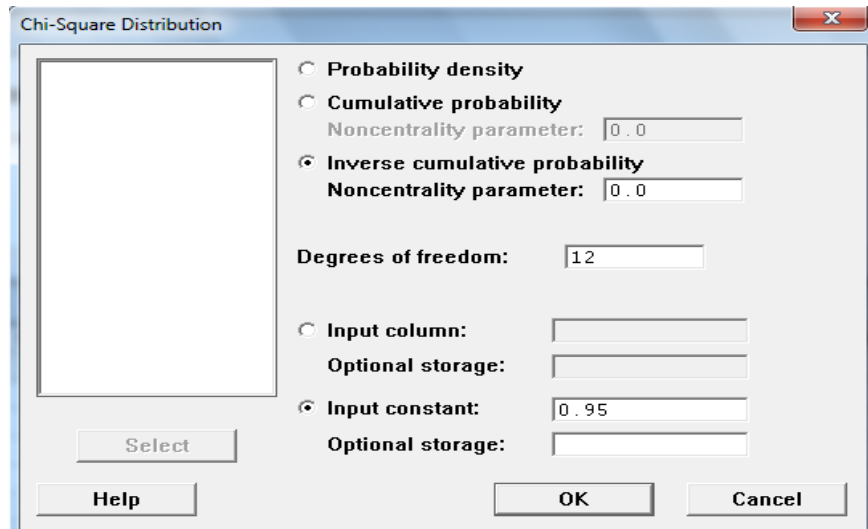 Chi-Square Distribution
Probability density
Cumulative probability
Noncentrality parameter: 0.0
Inverse cumulative probability
Noncentrality parameter: 0.0
Degrees of freedom: 12
Input column:
Optional storage:
Input constant: 0.95
Optional storage:
Select
Help OK Cancel